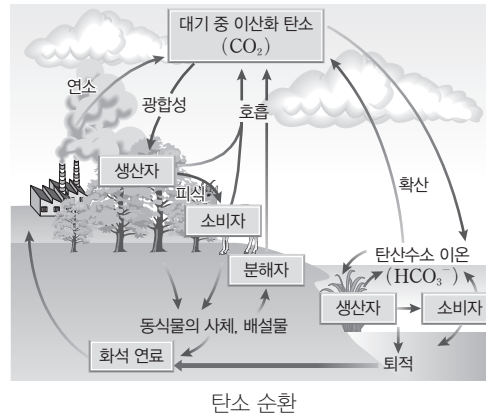 대기 중 이산화 탄소
(CO₂)
연소
광합성
호흡
생산자
피식
소비자
확산
분해자
탄산수소 이온
(HCO₃⁻)
생산자
소비자
동식물의 사체, 배설물
화석 연료
퇴적
탄소 순환